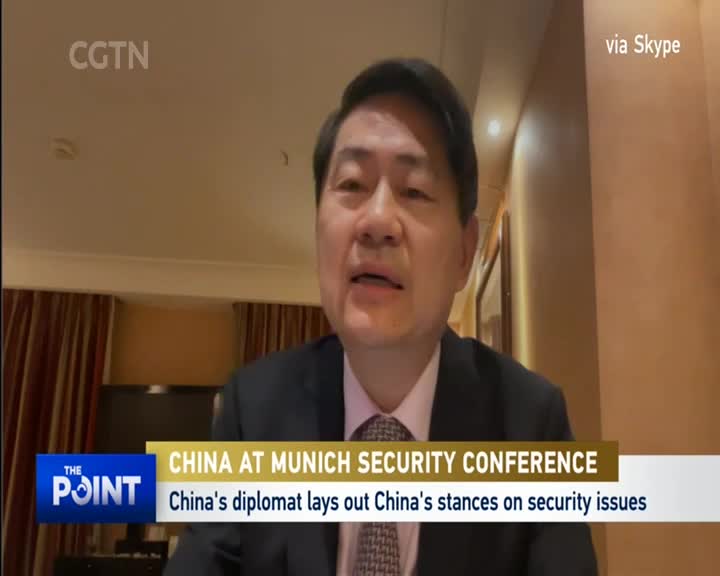 CGTN
via Skype
CHINA AT MUNICH SECURITY CONFERENCE
THE
POINT
China's diplomat lays out China's stances on security issues